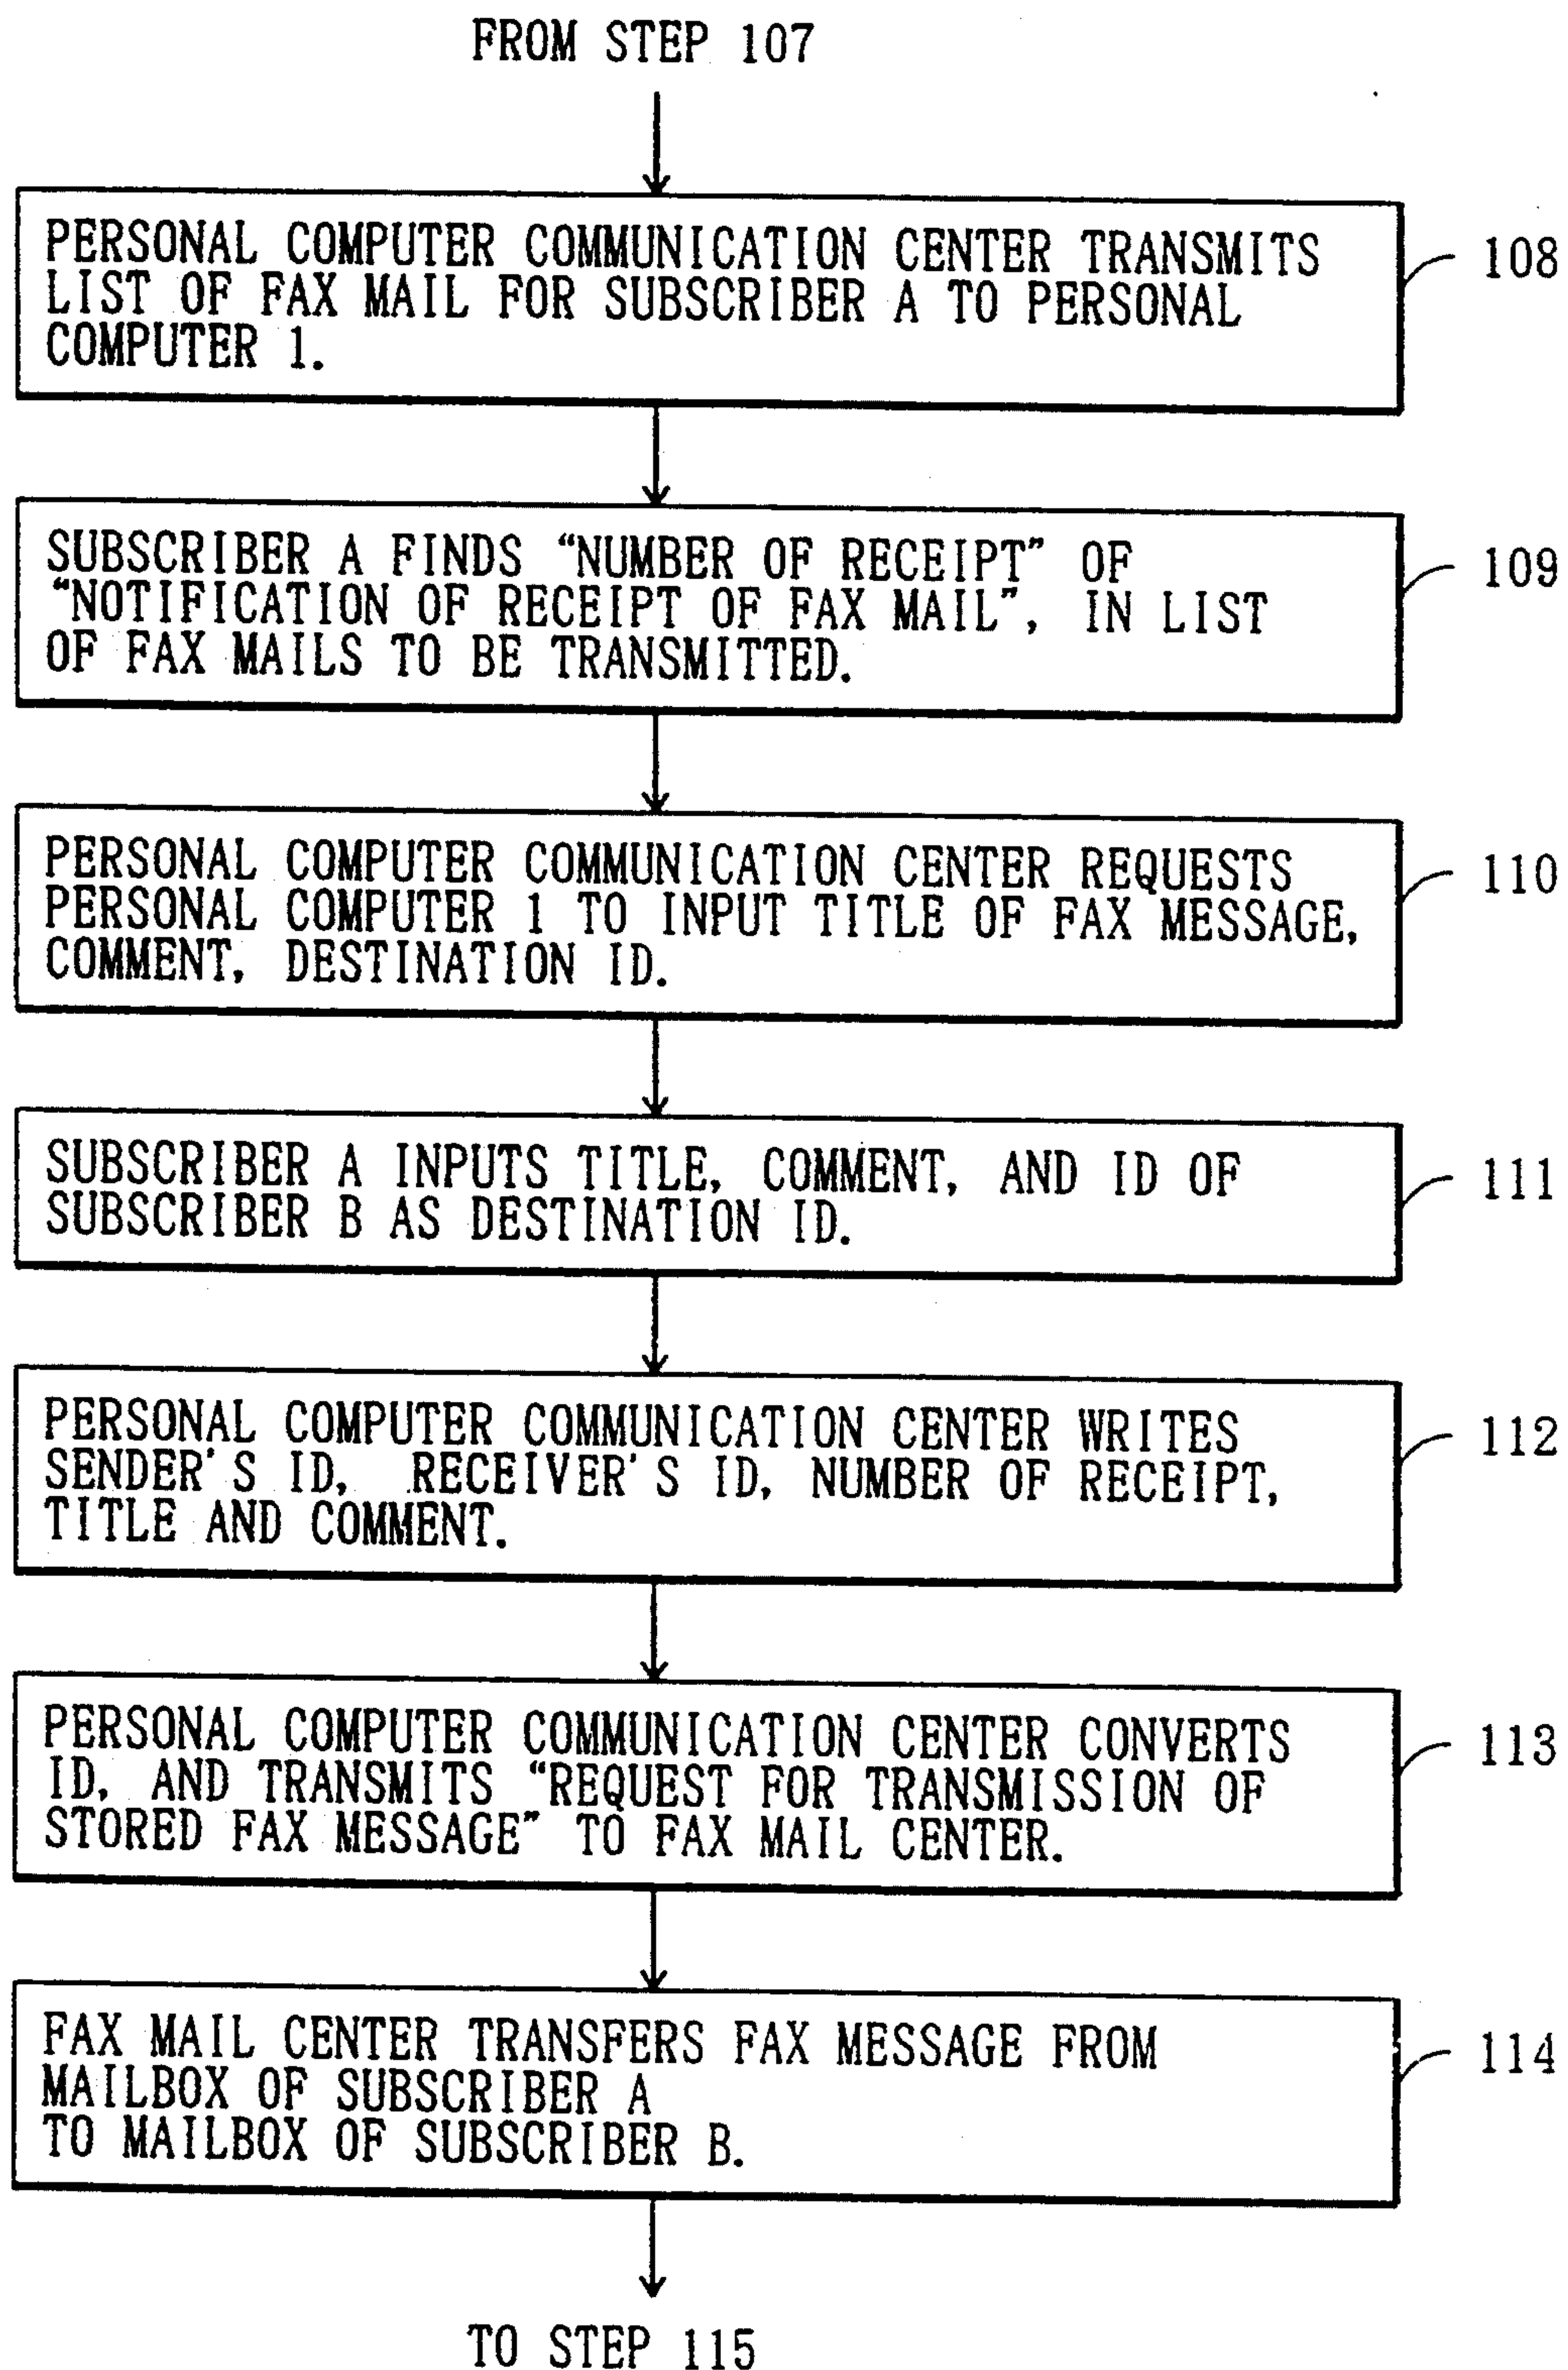 FROM STEP 107
PERSONAL COMPUTER COMMUNICATION CENTER TRANSMITS
LIST OF FAX MAIL FOR SUBSCRIBER A TO PERSONAL
COMPUTER 1.
108
SUBSCRIBER A FINDS “NUMBER OF RECEIPT” OF
“NOTIFICATION OF RECEIPT OF FAX MAIL”, IN LIST
OF FAX MAILS TO BE TRANSMITTED.
109
PERSONAL COMPUTER COMMUNICATION CENTER REQUESTS
PERSONAL COMPUTER 1 TO INPUT TITLE OF FAX MESSAGE,
COMMENT, DESTINATION ID.
110
SUBSCRIBER A INPUTS TITLE, COMMENT, AND ID OF
SUBSCRIBER B AS DESTINATION ID.
111
PERSONAL COMPUTER COMMUNICATION CENTER WRITES
SENDER'S ID, RECEIVER'S ID, NUMBER OF RECEIPT,
TITLE AND COMMENT.
112
PERSONAL COMPUTER COMMUNICATION CENTER CONVERTS
ID, AND TRANSMITS “REQUEST FOR TRANSMISSION OF
STORED FAX MESSAGE” TO FAX MAIL CENTER.
113
FAX MAIL CENTER TRANSFERS FAX MESSAGE FROM
MAILBOX OF SUBSCRIBER A
TO MAILBOX OF SUBSCRIBER B.
114
TO STEP 115